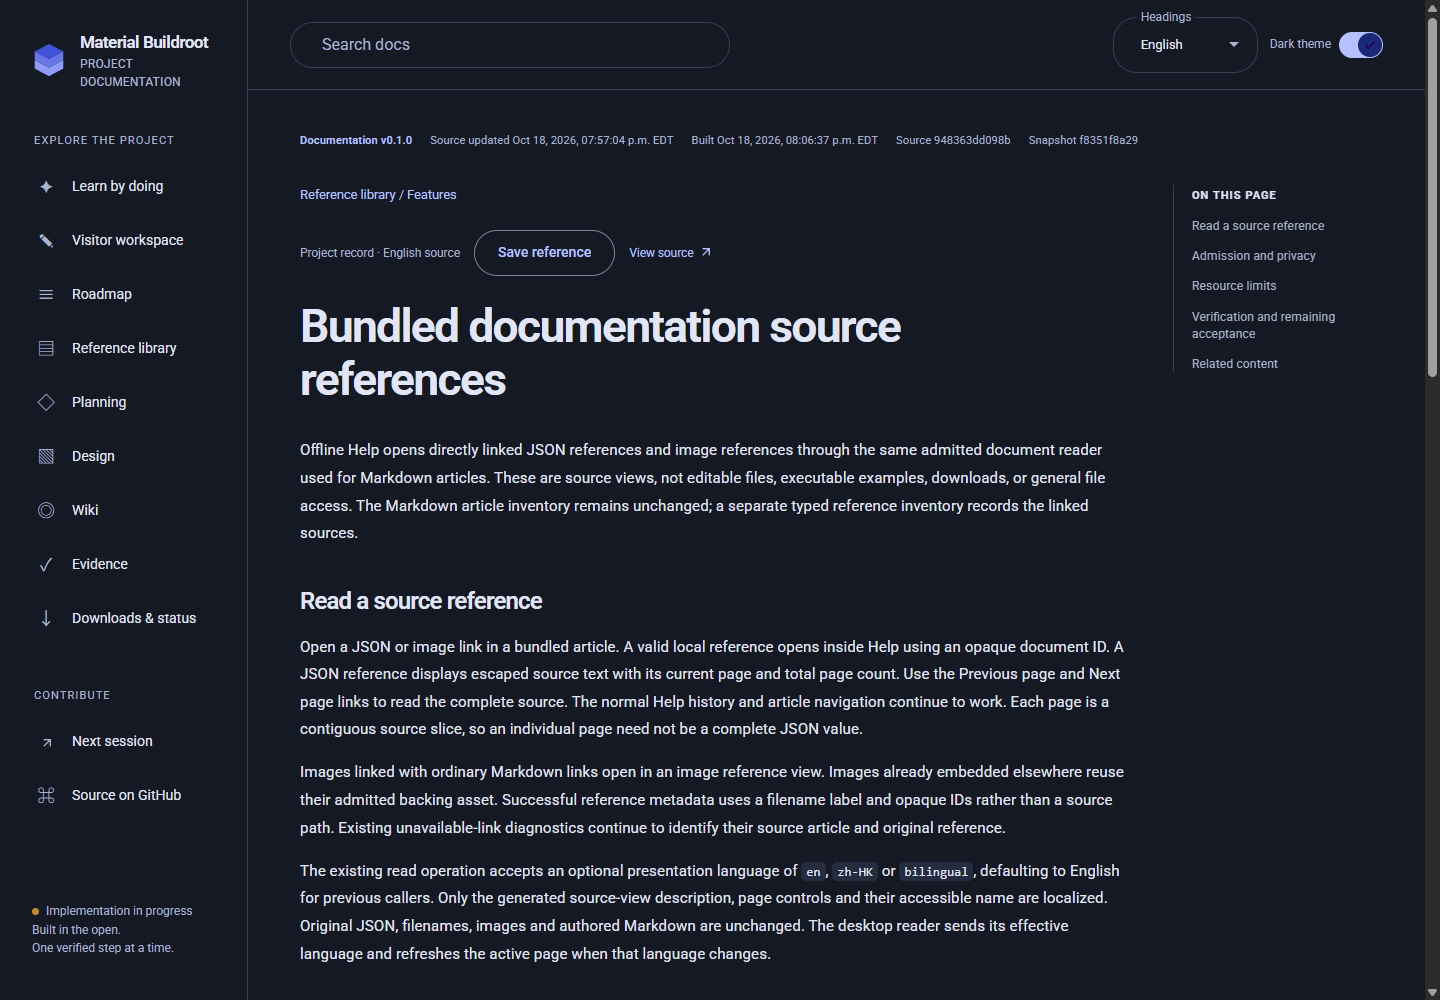 Material Buildroot
PROJECT
DOCUMENTATION
EXPLORE THE PROJECT
Learn by doing
Visitor workspace
Roadmap
Reference library
Planning
Design
Wiki
Evidence
Downloads & status
CONTRIBUTE
Next session
Source on GitHub
Implementation in progress
Built in the open.
One verified step at a time.
Search docs
Headings
English
Dark theme
Documentation v0.1.0 Source updated Oct 18, 2026, 07:57:04 p.m. EDT Built Oct 18, 2026, 08:06:37 p.m. EDT Source 948363dd098b Snapshot f8351f8a29
Reference library / Features
Project record · English source Save reference View source
Bundled documentation source
references
Offline Help opens directly linked JSON references and image references through the same admitted document reader
used for Markdown articles. These are source views, not editable files, executable examples, downloads, or general file
access. The Markdown article inventory remains unchanged; a separate typed reference inventory records the linked
sources.
Read a source reference
Open a JSON or image link in a bundled article. A valid local reference opens inside Help using an opaque document ID. A
JSON reference displays escaped source text with its current page and total page count. Use the Previous page and Next
page links to read the complete source. The normal Help history and article navigation continue to work. Each page is a
contiguous source slice, so an individual page need not be a complete JSON value.
Images linked with ordinary Markdown links open in an image reference view. Images already embedded elsewhere reuse
their admitted backing asset. Successful reference metadata uses a filename label and opaque IDs rather than a source
path. Existing unavailable-link diagnostics continue to identify their source article and original reference.
The existing read operation accepts an optional presentation language of en, zh-HK or bilingual, defaulting to English
for previous callers. Only the generated source-view description, page controls and their accessible name are localized.
Original JSON, filenames, images and authored Markdown are unchanged. The desktop reader sends its effective
language and refreshes the active page when that language changes.
ON THIS PAGE
Read a source reference
Admission and privacy
Resource limits
Verification and remaining
acceptance
Related content